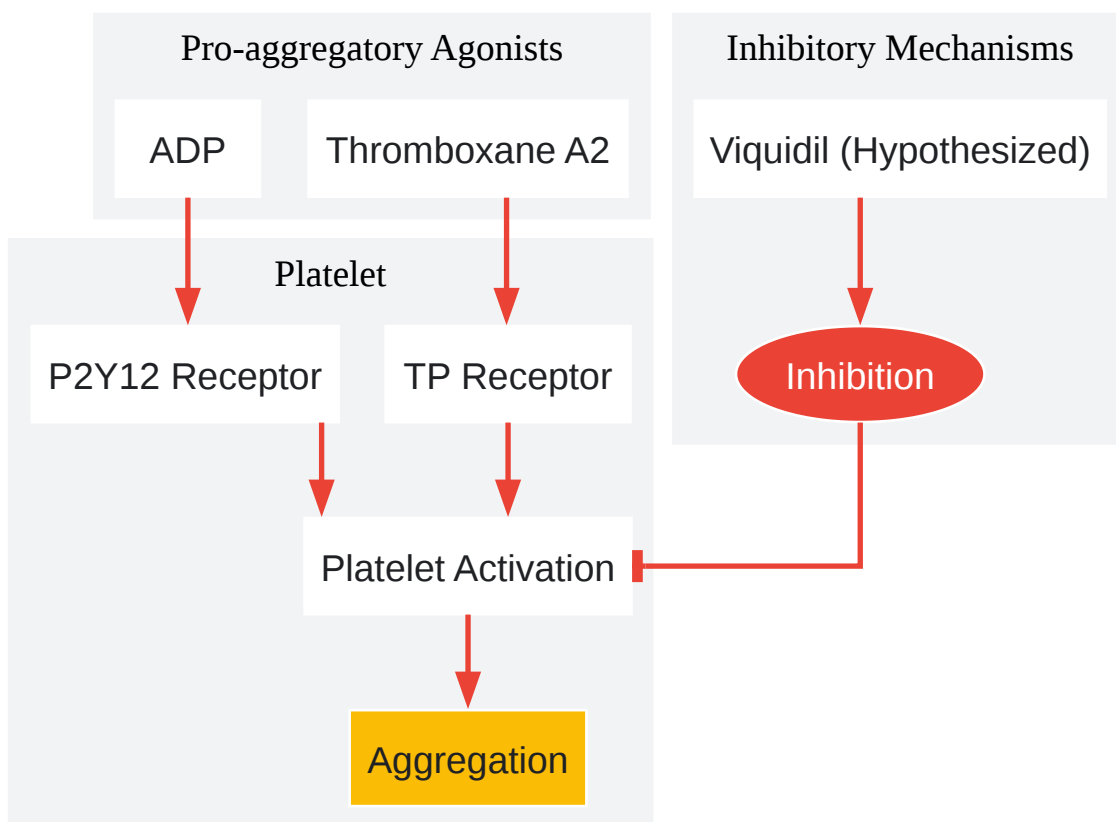 Pro-aggregatory Agonists
Inhibitory Mechanisms
ADP
Thromboxane A2
Viquidil (Hypothesized)
Platelet
P2Y12 Receptor
TP Receptor
Inhibition
Platelet Activation
Aggregation